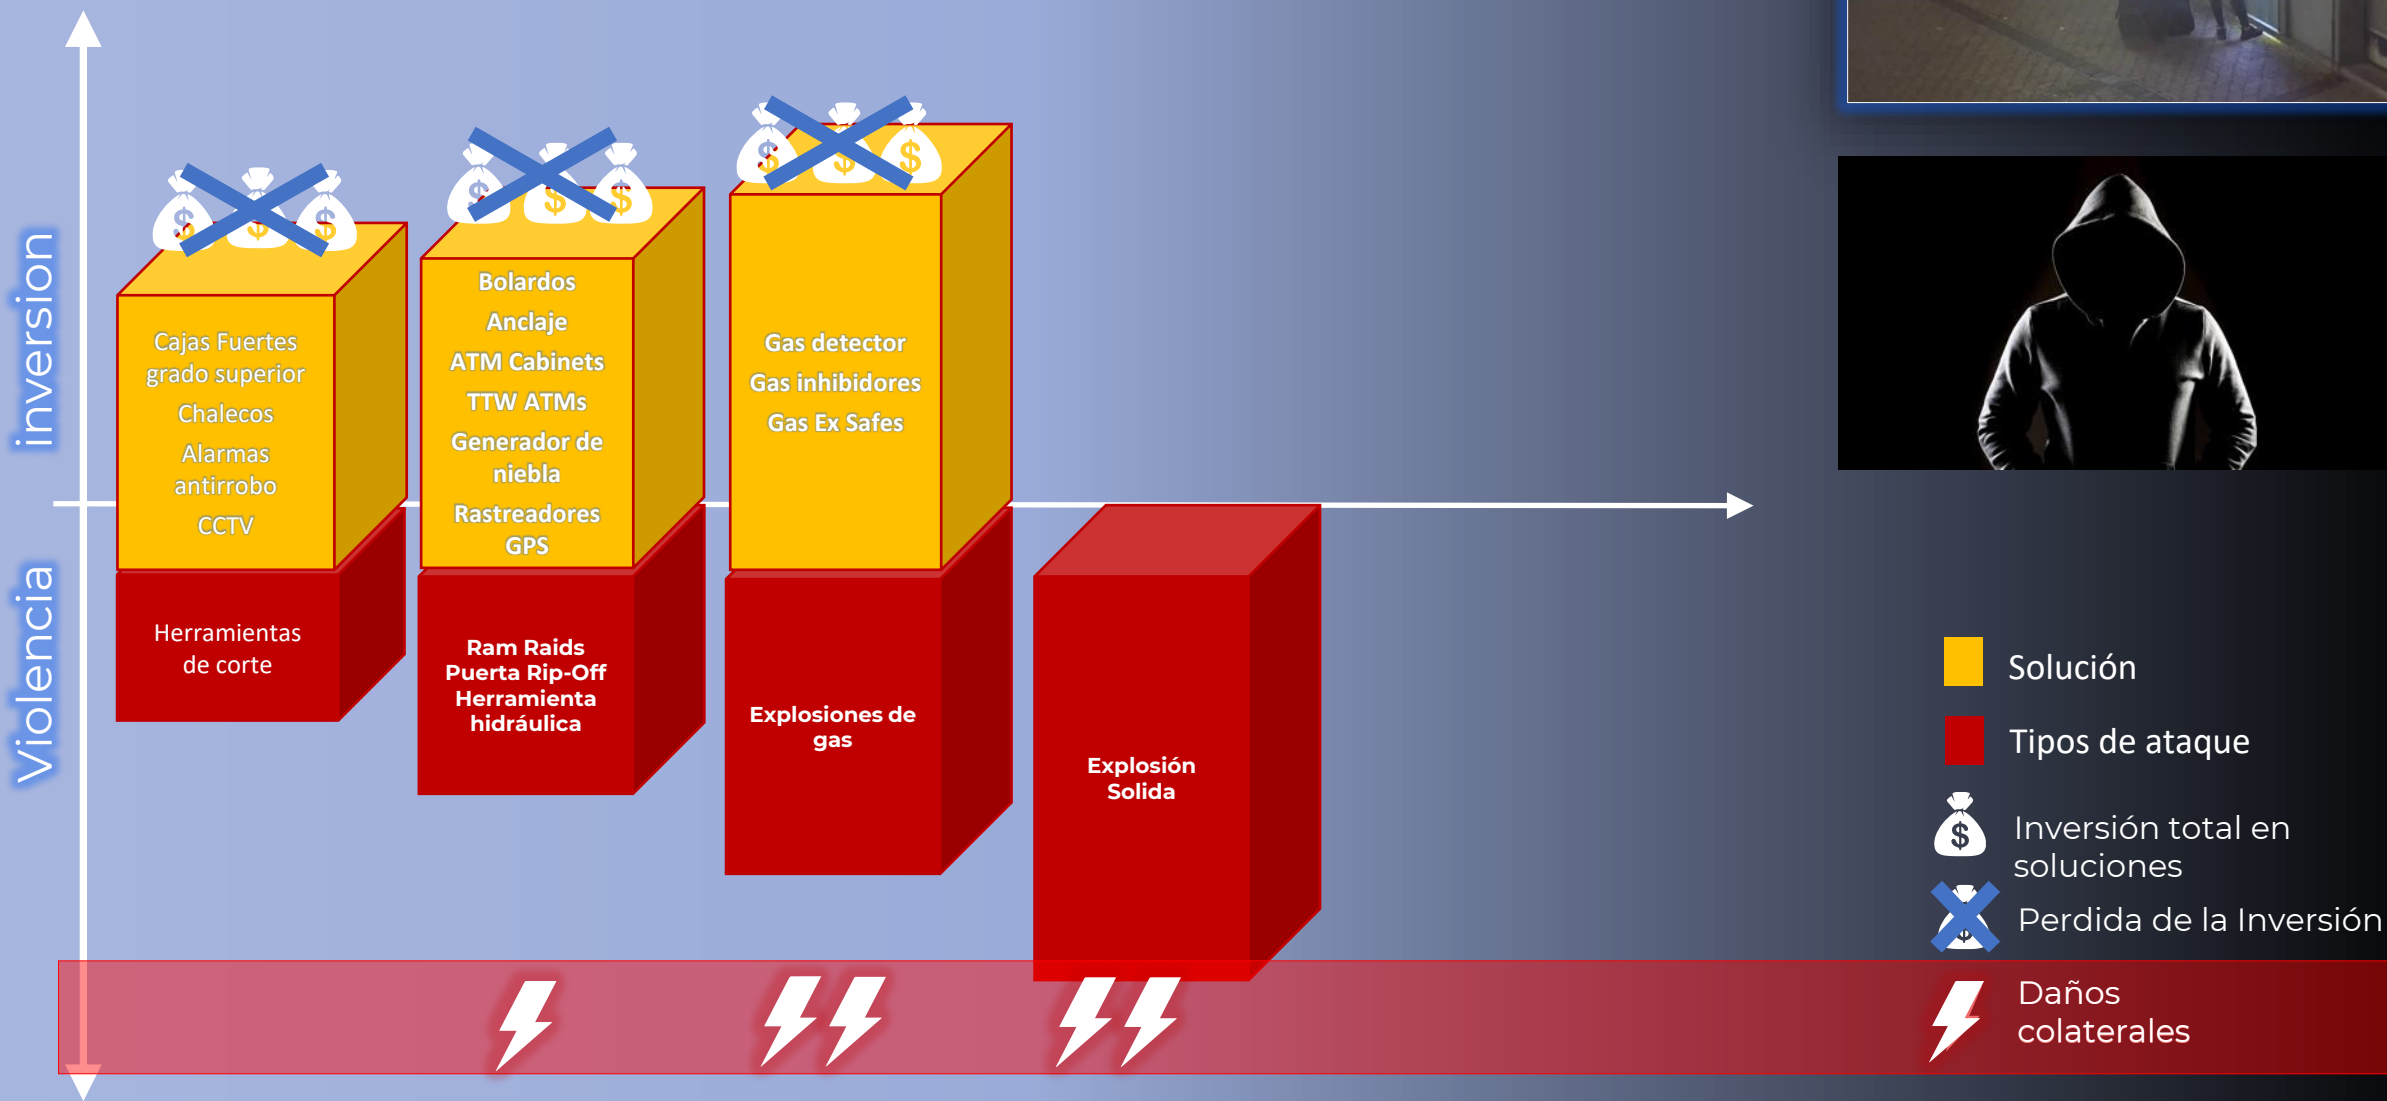 inversion
Violencia
Cajas Fuertes
grado superior
Chalecos
Alarmas
antirrobo
CCTV
Herramientas
de corte
Bolardos
Anclaje
ATM Cabinets
TTW ATMs
Generador de
niebla
Rastreadores
GPS
Ram Raids
Puerta Rip-Off
Herramienta
hidráulica
Gas detector
Gas inhibidores
Gas Ex Safes
Explosiones de
gas
Explosión
Solida
Solución
Tipos de ataque
Inversión total en
soluciones
Perdida de la Inversión
Daños
colaterales